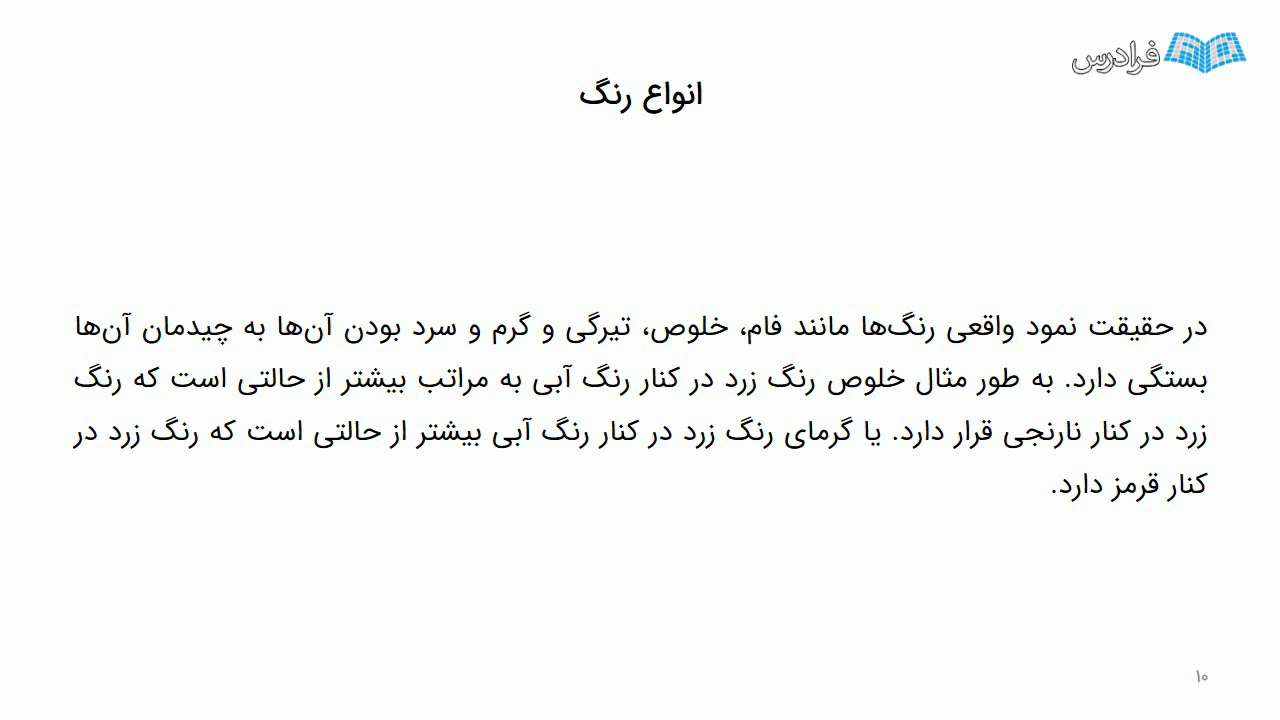 فرادرس
انواع رنگ
در حقیقت نمود واقعی رنگ‌ها مانند فام، خلوص، تیرگی و گرم و سرد بودن آن‌ها به چیدمان آن‌ها
بستگی دارد. به طور مثال خلوص رنگ زرد در کنار رنگ آبی به مراتب بیشتر از حالتی است که رنگ
زرد در کنار نارنجی قرار دارد. یا گرمای رنگ زرد در کنار رنگ آبی بیشتر از حالتی است که رنگ زرد در
کنار قرمز دارد.
۱۰